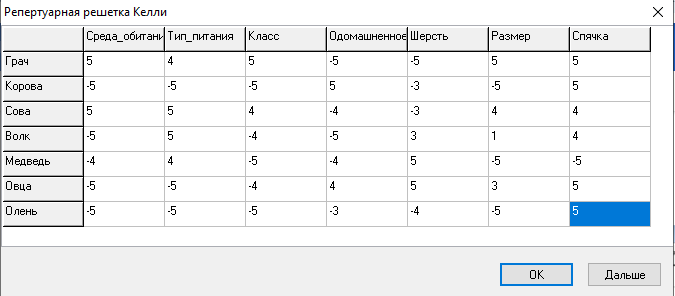 Репертуарная решетка Келли
Среда_обитани Тип_питания Класс Одомашненное Шерсть Размер Спячка
Грач 5 4 5 -5 -5 5 5
Корова -5 -5 -5 5 -3 -5 5
Сова 5 5 4 -4 -3 4 4
Волк -5 5 -4 -5 3 1 4
Медведь -4 4 -5 -4 5 -5 -5
Овца -5 -5 -4 4 5 3 5
Олень -5 -5 -5 -3 -4 -5 5
OK Дальше